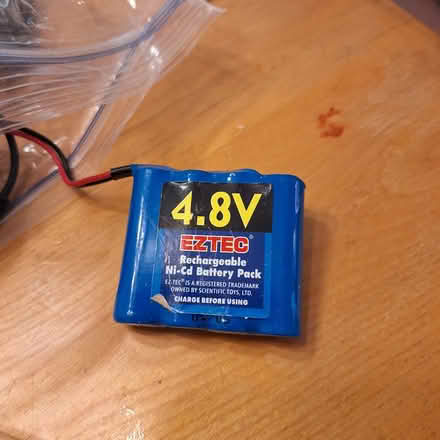 4.8V
EZTEC®
Rechargeable
Ni-Cd Battery Pack
EZ TEC® IS A REGISTERED TRADEMARK
OWNED BY SCIENTIFIC TOYS, LTD.
CHARGE BEFORE USING